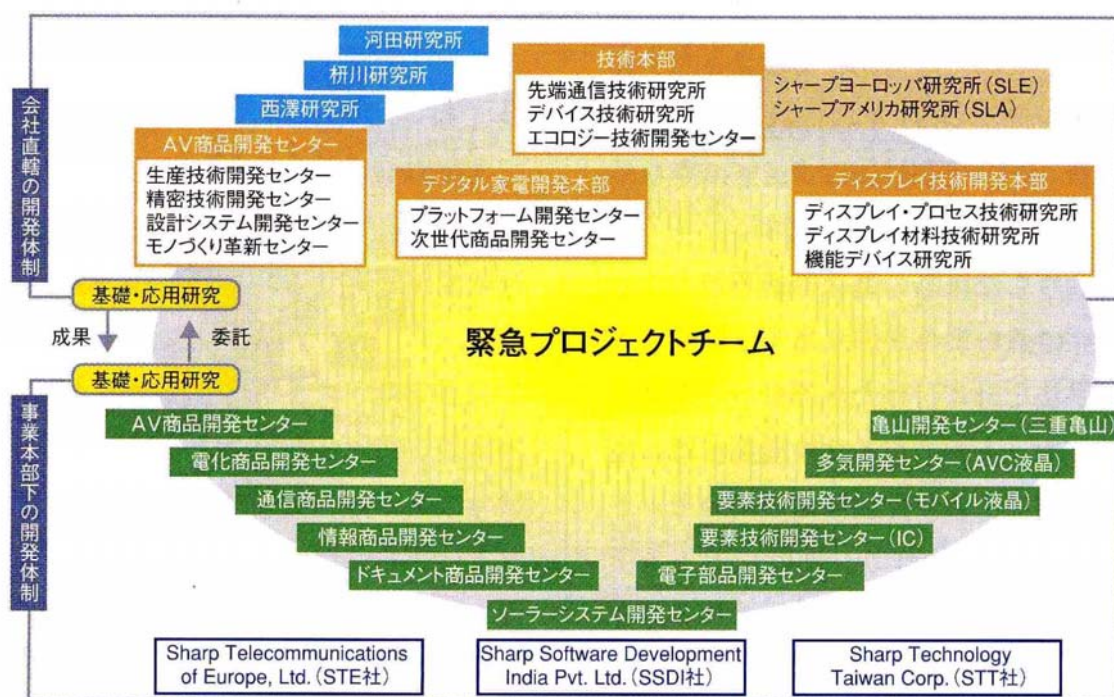 会社直轄の開発体制
河田研究所
枡川研究所
西澤研究所
AV商品開発センター
生産技術開発センター
精密技術開発センター
設計システム開発センター
モノづくり革新センター
技術本部
先端通信技術研究所
デバイス技術研究所
エコロジー技術開発センター
シャープヨーロッパ研究所(SLE)
シャープアメリカ研究所(SLA)
デジタル家電開発本部
プラットフォーム開発センター
次世代商品開発センター
ディスプレイ技術開発本部
ディスプレイ・プロセス技術研究所
ディスプレイ材料技術研究所
機能デバイス研究所
基礎・応用研究
成果
委託
緊急プロジェクトチーム
基礎・応用研究
事業本部下の開発体制
AV商品開発センター
電化商品開発センター
通信商品開発センター
情報商品開発センター
ドキュメント商品開発センター
ソーラーシステム開発センター
亀山開発センター(三重亀山)
多気開発センター(AVC液晶)
要素技術開発センター(モバイル液晶)
要素技術開発センター(IC)
電子部品開発センター
Sharp Telecommunications
of Europe, Ltd.(STE社)
Sharp Software Development
India Pvt. Ltd.(SSDI社)
Sharp Technology
Taiwan Corp.(STT社)